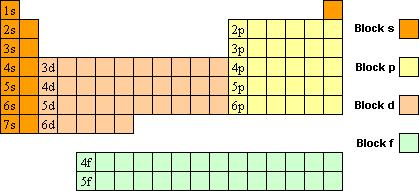 1s
2s 2p Block s
3s 3p
4s 3d 4p Block p
5s 4d 5p
6s 5d 6p Block d
7s 6d
Block f
4f
5f